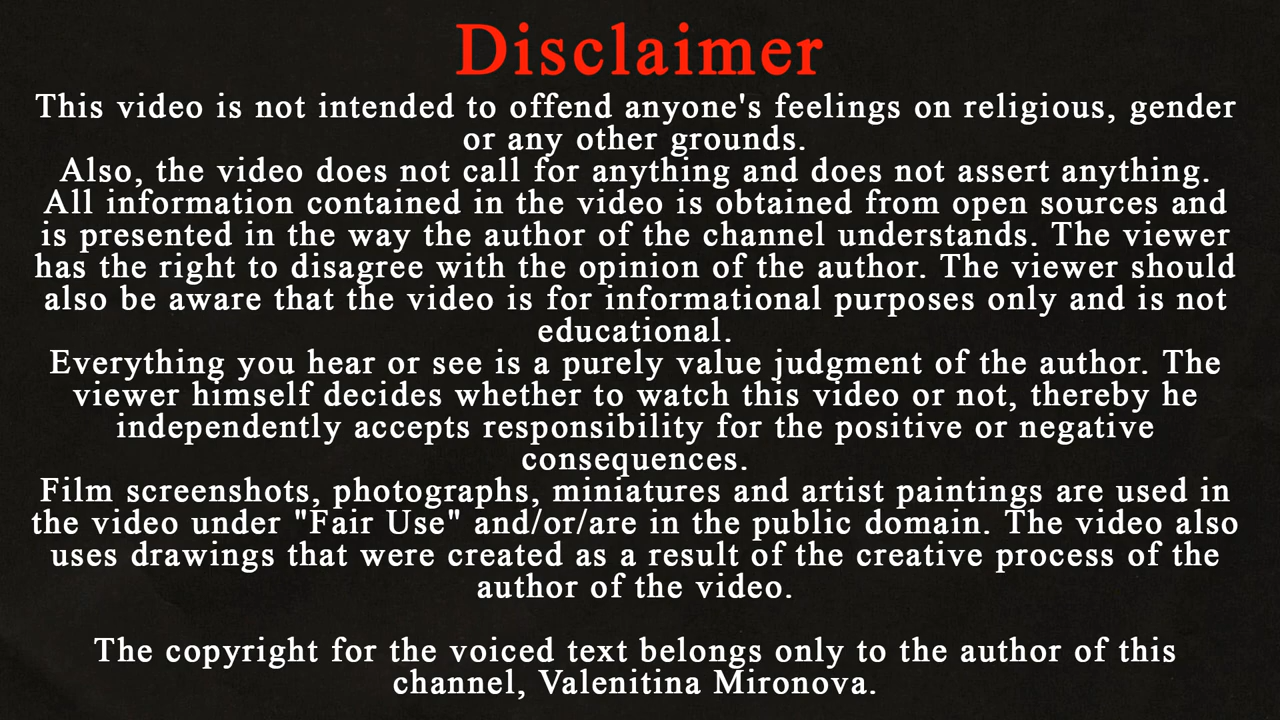 Disclaimer
This video is not intended to offend anyone's feelings on religious, gender
or any other grounds.
Also, the video does not call for anything and does not assert anything.
All information contained in the video is obtained from open sources and
is presented in the way the author of the channel understands. The viewer
has the right to disagree with the opinion of the author. The viewer should
also be aware that the video is for informational purposes only and is not
educational.
Everything you hear or see is a purely value judgment of the author. The
viewer himself decides whether to watch this video or not, thereby he
independently accepts responsibility for the positive or negative
consequences.
Film screenshots, photographs, miniatures and artist paintings are used in
the video under "Fair Use" and/or/are in the public domain. The video also
uses drawings that were created as a result of the creative process of the
author of the video.
The copyright for the voiced text belongs only to the author of this
channel, Valenitina Mironova.